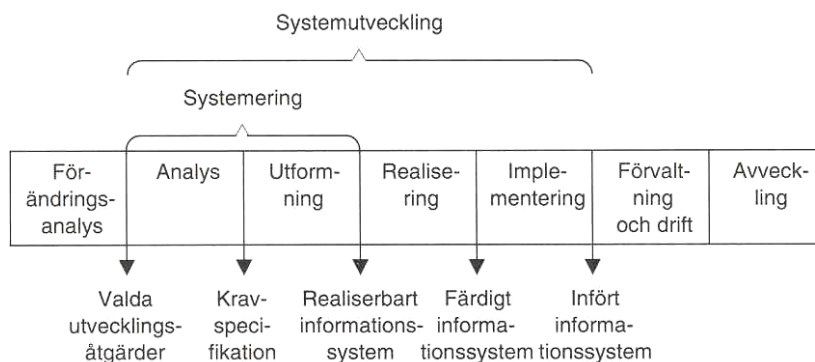 Systemutveckling
Systemering
För-
ändrings-
analys
Analys
Utform-
ning
Realise-
ring
Imple-
mentering
Förvalt-
ning
och drift
Avveck-
ling
Valda
utvecklings-
åtgärder
Krav-
speci-
fikation
Realiserbart
informations-
system
Färdigt
informa-
tionssystem
Infört
informa-
tionssystem